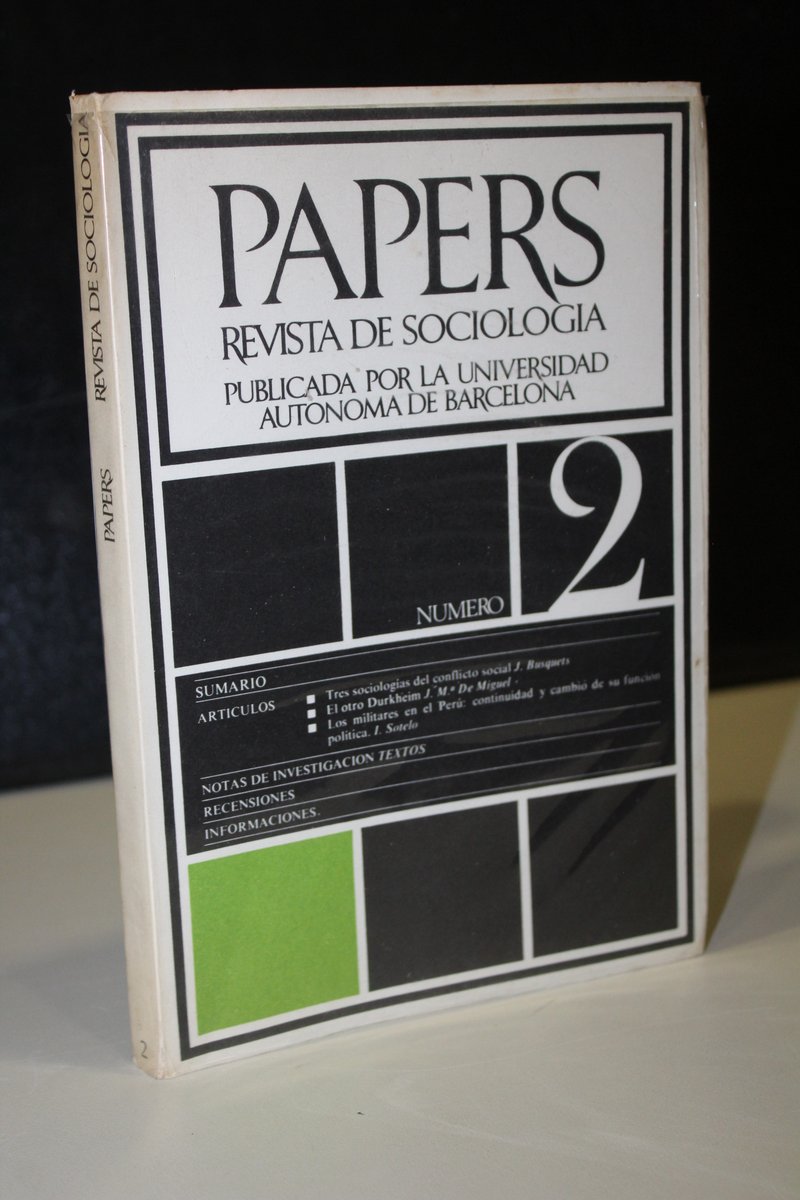 PAPERS
REVISTA DE SOCIOLOGIA
PUBLICADA POR LA UNIVERSIDAD
AUTONOMA DE BARCELONA
NUMERO 2
SUMARIO
ARTICULOS
Tres sociologías del conflicto social J. Busquets
El otro Durkheim J. Mª De Miguel
Los militares en el Perú: continuidad y cambio de su función
política. I. Sotelo
NOTAS DE INVESTIGACION TEXTOS
RECENSIONES
INFORMACIONES.
PAPERS REVISTA DE SOCIOLOGIA
2